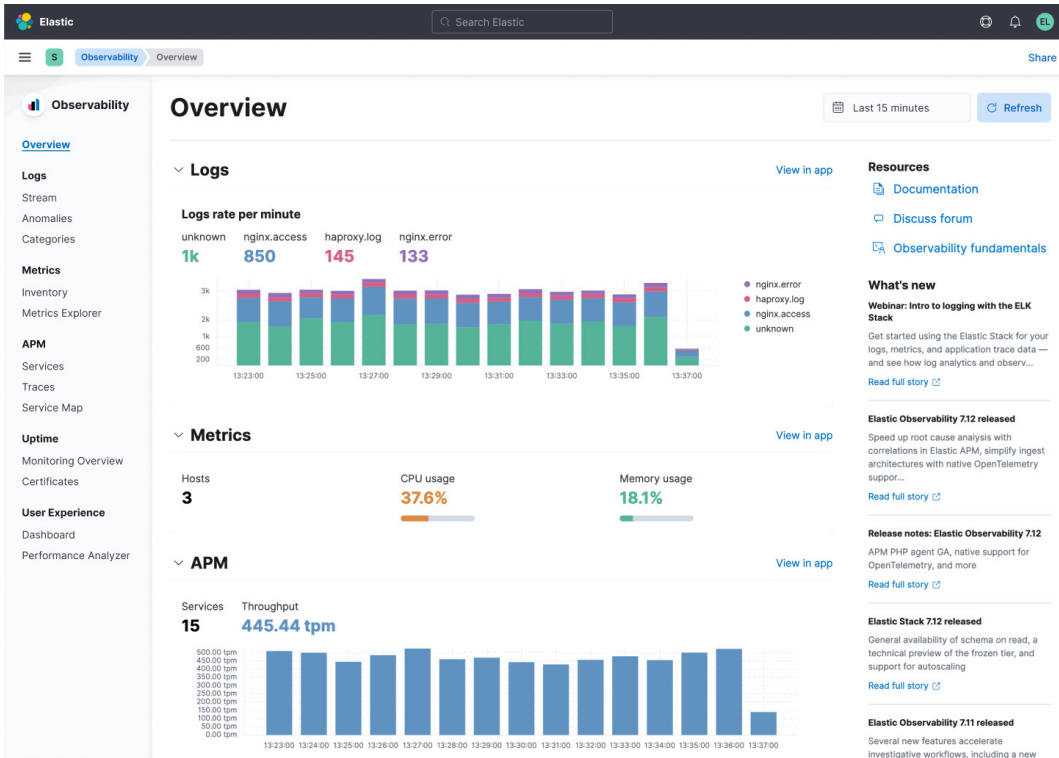 Elastic
Search Elastic
EL
S
Observability
Overview
Share
Observability
Overview
Logs
Stream
Anomalies
Categories
Metrics
Inventory
Metrics Explorer
APM
Services
Traces
Service Map
Uptime
Monitoring Overview
Certificates
User Experience
Dashboard
Performance Analyzer
Overview
Last 15 minutes
Refresh
Logs
View in app
Logs rate per minute
unknown nginx.access haproxy.log nginx.error
1k 850 145 133
3k
2k
1k
600
200
13:23:00 13:25:00 13:27:00 13:29:00 13:31:00 13:33:00 13:35:00 13:37:00
nginx.error
haproxy.log
nginx.access
unknown
Metrics
View in app
Hosts CPU usage Memory usage
3 37.6% 18.1%
APM
View in app
Services Throughput
15 445.44 tpm
500.00 tpm
450.00 tpm
400.00 tpm
350.00 tpm
300.00 tpm
250.00 tpm
200.00 tpm
150.00 tpm
100.00 tpm
50.00 tpm
0.00 tpm
13:23:00 13:24:00 13:25:00 13:26:00 13:27:00 13:28:00 13:29:00 13:30:00 13:31:00 13:32:00 13:33:00 13:34:00 13:35:00 13:36:00 13:37:00
Resources
Documentation
Discuss forum
Observability fundamentals
What's new
Webinar: Intro to logging with the ELK
Stack
Get started using the Elastic Stack for your
logs, metrics, and application trace data —
and see how log analytics and observ...
Read full story
Elastic Observability 7.12 released
Speed up root cause analysis with
correlations in Elastic APM, simplify ingest
architectures with native OpenTelemetry
suppor...
Read full story
Release notes: Elastic Observability 7.12
APM PHP agent GA, native support for
OpenTelemetry, and more
Read full story
Elastic Stack 7.12 released
General availability of schema on read, a
technical preview of the frozen tier, and
support for autoscaling
Read full story
Elastic Observability 7.11 released
Several new features accelerate
investigative workflows, including a new